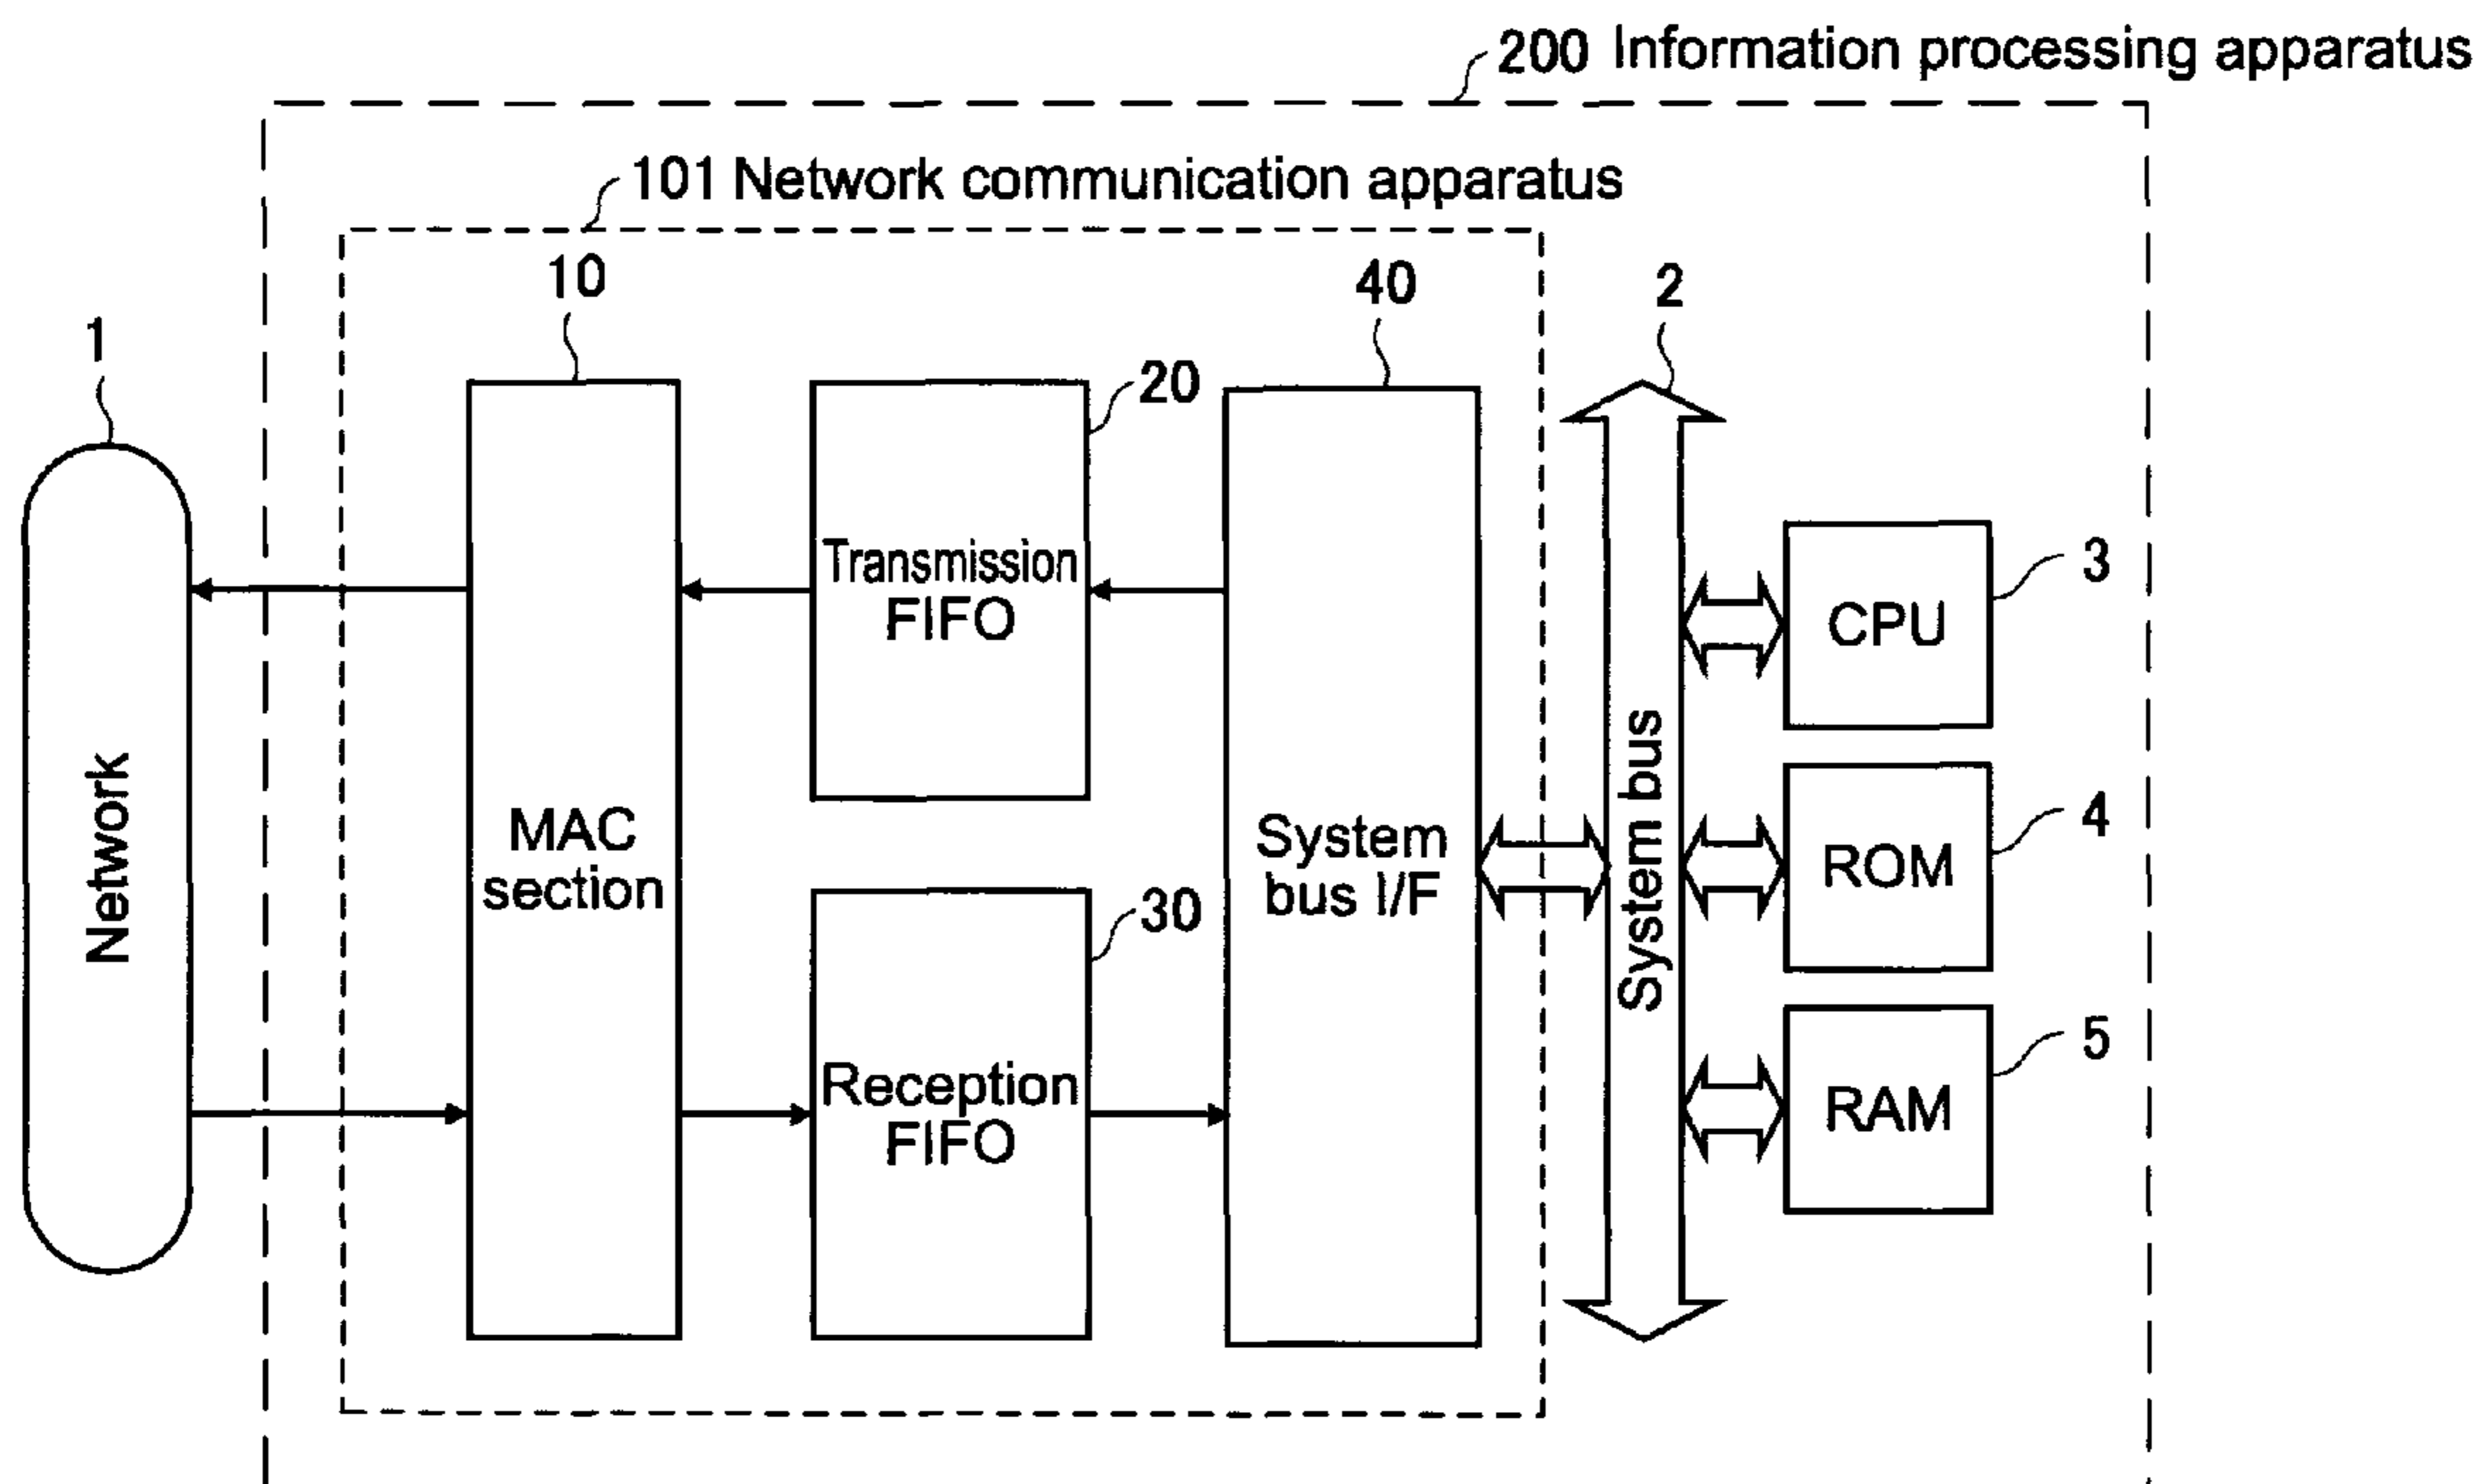 200 Information processing apparatus
101 Network communication apparatus
10
40
2
1
20
Transmission
FIFO
3
CPU
Network
MAC
section
System
bus I/F
System bus
4
ROM
30
Reception
FIFO
5
RAM